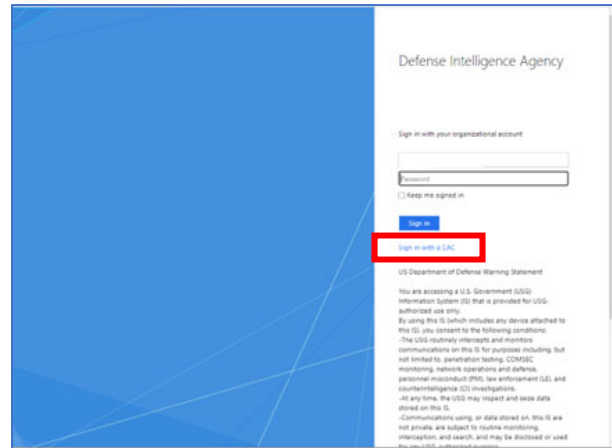 Defense Intelligence Agency
Sign in with your organizational account
Password
Keep me signed in
Sign in
Sign in with a CAC
US Department of Defense Warning Statement
You are accessing a U.S. Government (USG)
Information System (IS) that is provided for USG-
authorized use only.
By using this IS (which includes any device attached to
this IS), you consent to the following conditions:
-The USG routinely intercepts and monitors
communications on this IS for purposes including, but
not limited to, penetration testing, COMSEC
monitoring, network operations and defense,
personnel misconduct (PM), law enforcement (LE), and
counterintelligence (CI) investigations.
-At any time, the USG may inspect and seize data
stored on this IS.
-Communications using, or data stored on, this IS are
not private, are subject to routine monitoring,
interception, and search, and may be disclosed or used
for any USG authorized purpose.